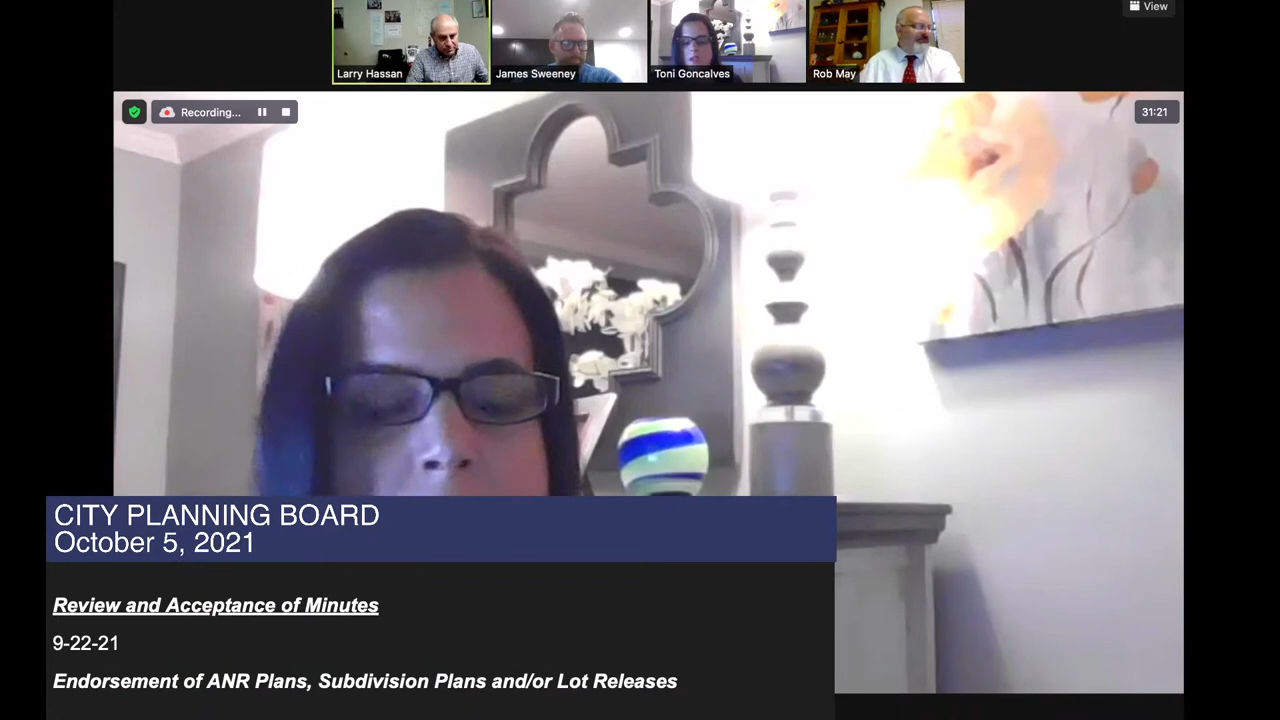 View
Larry Hassan
James Sweeney
Toni Goncalves
Rob May
Recording...
31:21
CITY PLANNING BOARD
October 5, 2021
Review and Acceptance of Minutes
9-22-21
Endorsement of ANR Plans, Subdivision Plans and/or Lot Releases